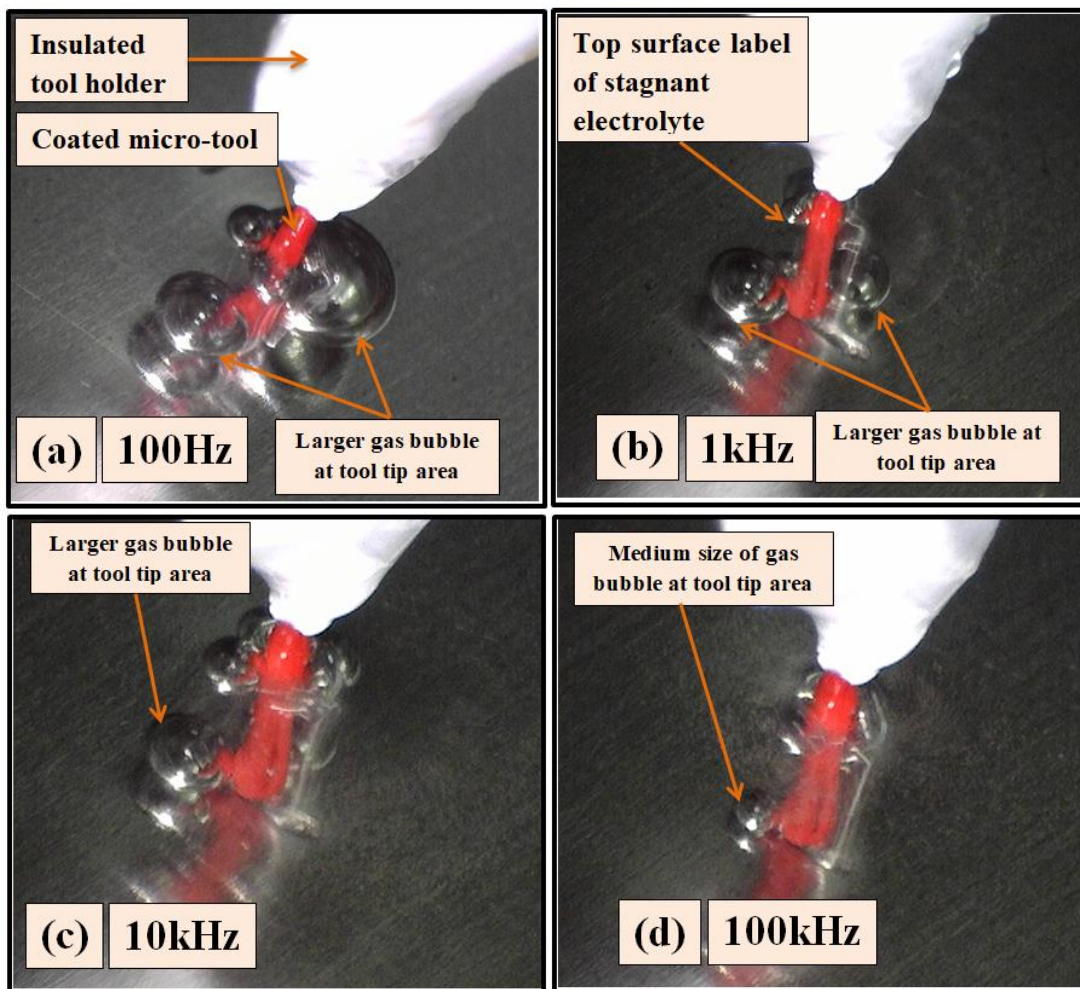 Insulated
tool holder
Coated micro-tool
Larger gas bubble
at tool tip area
(a) 100Hz
Top surface label
of stagnant
electrolyte
Larger gas bubble at
tool tip area
(b) 1kHz
Larger gas bubble
at tool tip area
(c) 10kHz
Medium size of gas
bubble at tool tip area
(d) 100kHz